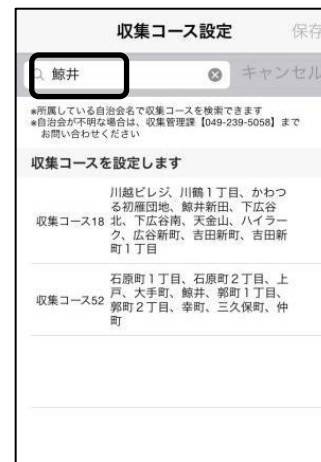 収集コース設定 保存
鯨井 キャンセル
*所属している自治会名で収集コースを検索できます
*自治会が不明な場合は、収集管理課【049-239-5058】まで
お問い合わせください
収集コースを設定します
川越ビレジ、川鶴１丁目、かわつ
る初雁団地、鯨井新田、下広谷
収集コース18 北、下広谷南、天金山、ハイラー
ク、広谷新町、吉田新町、吉田新
町１丁目
石原町１丁目、石原町２丁目、上
収集コース52 戸、大手町、鯨井、郭町１丁目、
郭町２丁目、幸町、三久保町、仲
町